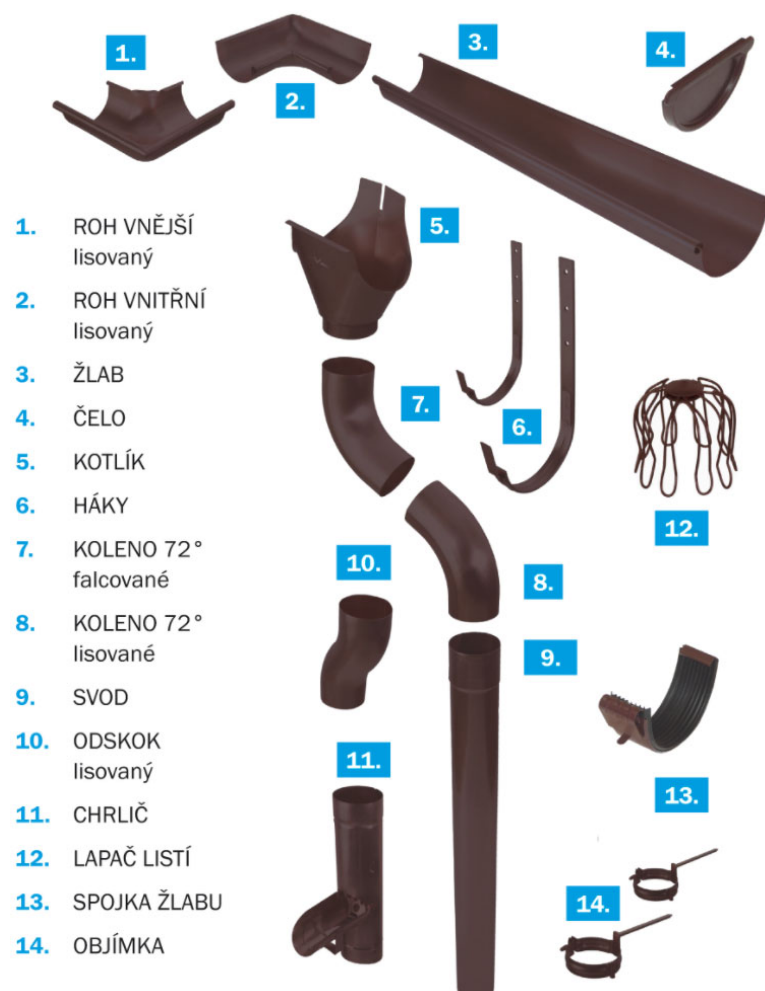 1.
2.
3.
4.
5.
6.
7.
8.
9.
10.
11.
12.
13.
14.
1. ROH VNĚJŠÍ
lisovaný
2. ROH VNITŘNÍ
lisovaný
3. ŽLAB
4. ČELO
5. KOTLÍK
6. HÁKY
7. KOLENO 72°
falcované
8. KOLENO 72°
lisované
9. SVOD
10. ODSKOK
lisovaný
11. CHRLIČ
12. LAPAČ LISTÍ
13. SPOJKA ŽLABU
14. OBJÍMKA